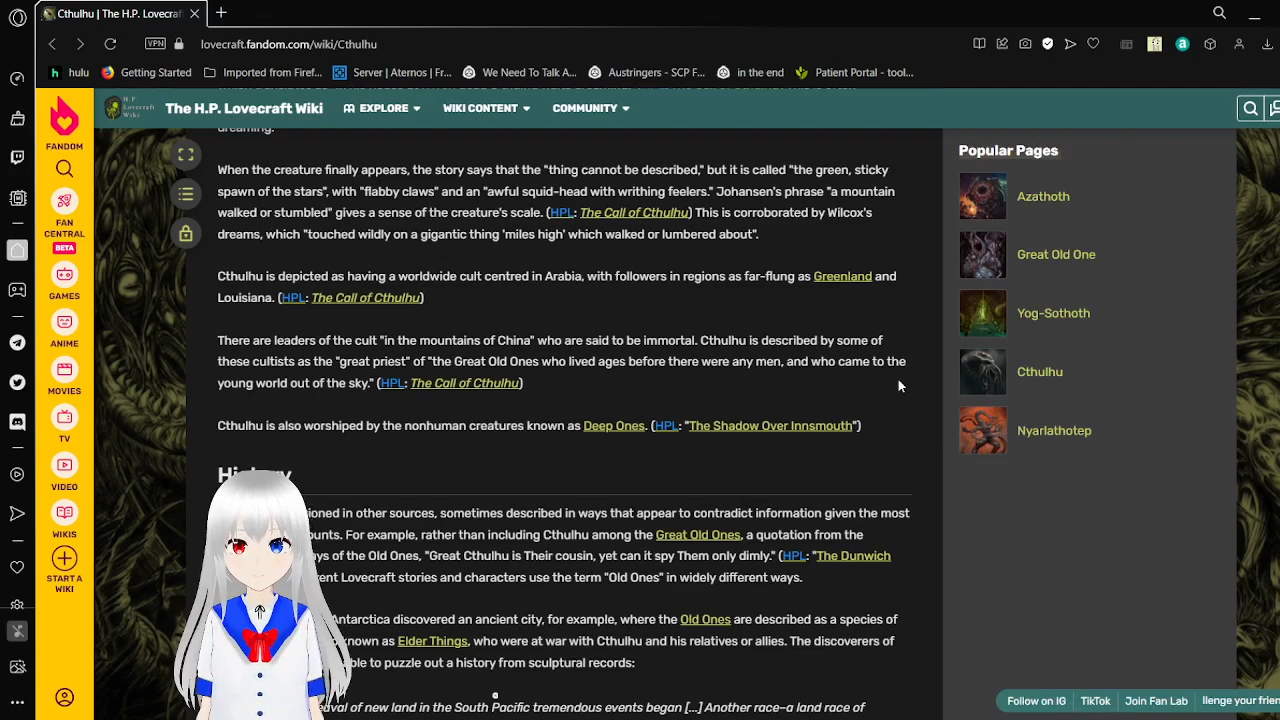 Cthulhu | The H.P. Lovecraft
lovecraft.fandom.com/wiki/Cthulhu
VPN
hulu
Getting Started
Imported from Firef...
Server | Aternos | Fr...
We Need To Talk A...
Austringers - SCP F...
in the end
Patient Portal - tool...
The H.P. Lovecraft Wiki
EXPLORE
WIKI CONTENT
COMMUNITY
FANDOM
FAN CENTRAL
BETA
GAMES
ANIME
MOVIES
TV
VIDEO
WIKIS
START A WIKI
dreaming.
When the creature finally appears, the story says that the "thing cannot be described," but it is called "the green, sticky
spawn of the stars", with "flabby claws" and an "awful squid-head with writhing feelers." Johansen's phrase "a mountain
walked or stumbled" gives a sense of the creature's scale. (HPL: The Call of Cthulhu) This is corroborated by Wilcox's
dreams, which "touched wildly on a gigantic thing 'miles high' which walked or lumbered about".
Cthulhu is depicted as having a worldwide cult centred in Arabia, with followers in regions as far-flung as Greenland and
Louisiana. (HPL: The Call of Cthulhu)
There are leaders of the cult "in the mountains of China" who are said to be immortal. Cthulhu is described by some of
these cultists as the "great priest" of "the Great Old Ones who lived ages before there were any men, and who came to the
young world out of the sky." (HPL: The Call of Cthulhu)
Cthulhu is also worshiped by the nonhuman creatures known as Deep Ones. (HPL: "The Shadow Over Innsmouth")
History
ioned in other sources, sometimes described in ways that appear to contradict information given the most
unts. For example, rather than including Cthulhu among the Great Old Ones, a quotation from the
ys of the Old Ones, "Great Cthulhu is Their cousin, yet can it spy Them only dimly." (HPL: "The Dunwich
rent Lovecraft stories and characters use the term "Old Ones" in widely different ways.
Antarctica discovered an ancient city, for example, where the Old Ones are described as a species of
known as Elder Things, who were at war with Cthulhu and his relatives or allies. The discoverers of
ble to puzzle out a history from sculptural records:
aval of new land in the South Pacific tremendous events began [...] Another race–a land race of
Popular Pages
Azathoth
Great Old One
Yog-Sothoth
Cthulhu
Nyarlathotep
Follow on IG
TikTok
Join Fan Lab
llenge your frien